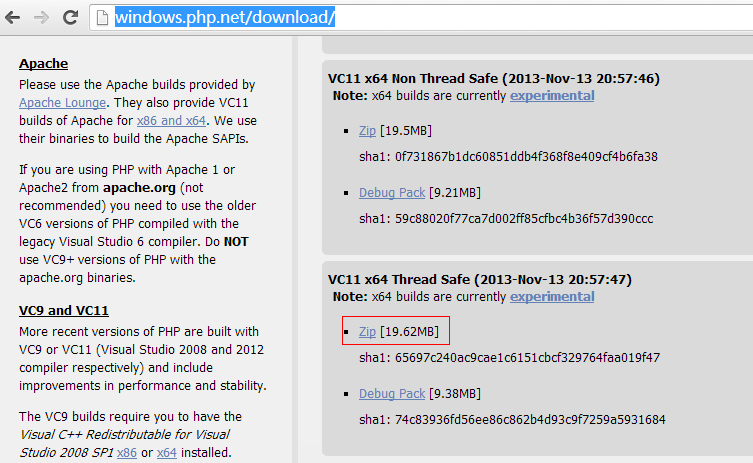 windows.php.net/download/
Apache
Please use the Apache builds provided by
Apache Lounge. They also provide VC11
builds of Apache for x86 and x64. We use
their binaries to build the Apache SAPIs.
If you are using PHP with Apache 1 or
Apache2 from apache.org (not
recommended) you need to use the older
VC6 versions of PHP compiled with the
legacy Visual Studio 6 compiler. Do NOT
use VC9+ versions of PHP with the
apache.org binaries.
VC9 and VC11
More recent versions of PHP are built with
VC9 or VC11 (Visual Studio 2008 and 2012
compiler respectively) and include
improvements in performance and stability.
The VC9 builds require you to have the
Visual C++ Redistributable for Visual
Studio 2008 SP1 x86 or x64 installed.
VC11 x64 Non Thread Safe (2013-Nov-13 20:57:46)
Note: x64 builds are currently experimental
Zip [19.5MB]
sha1: 0f731867b1dc60851ddb4f368f8e409cf4b6fa38
Debug Pack [9.21MB]
sha1: 59c88020f77ca7d002ff85cfbc4b36f57d390ccc
VC11 x64 Thread Safe (2013-Nov-13 20:57:47)
Note: x64 builds are currently experimental
Zip [19.62MB]
sha1: 65697c240ac9cae1c6151cbcf329764faa019f47
Debug Pack [9.38MB]
sha1: 74c83936fd56ee86c862b4d93c9f7259a5931684